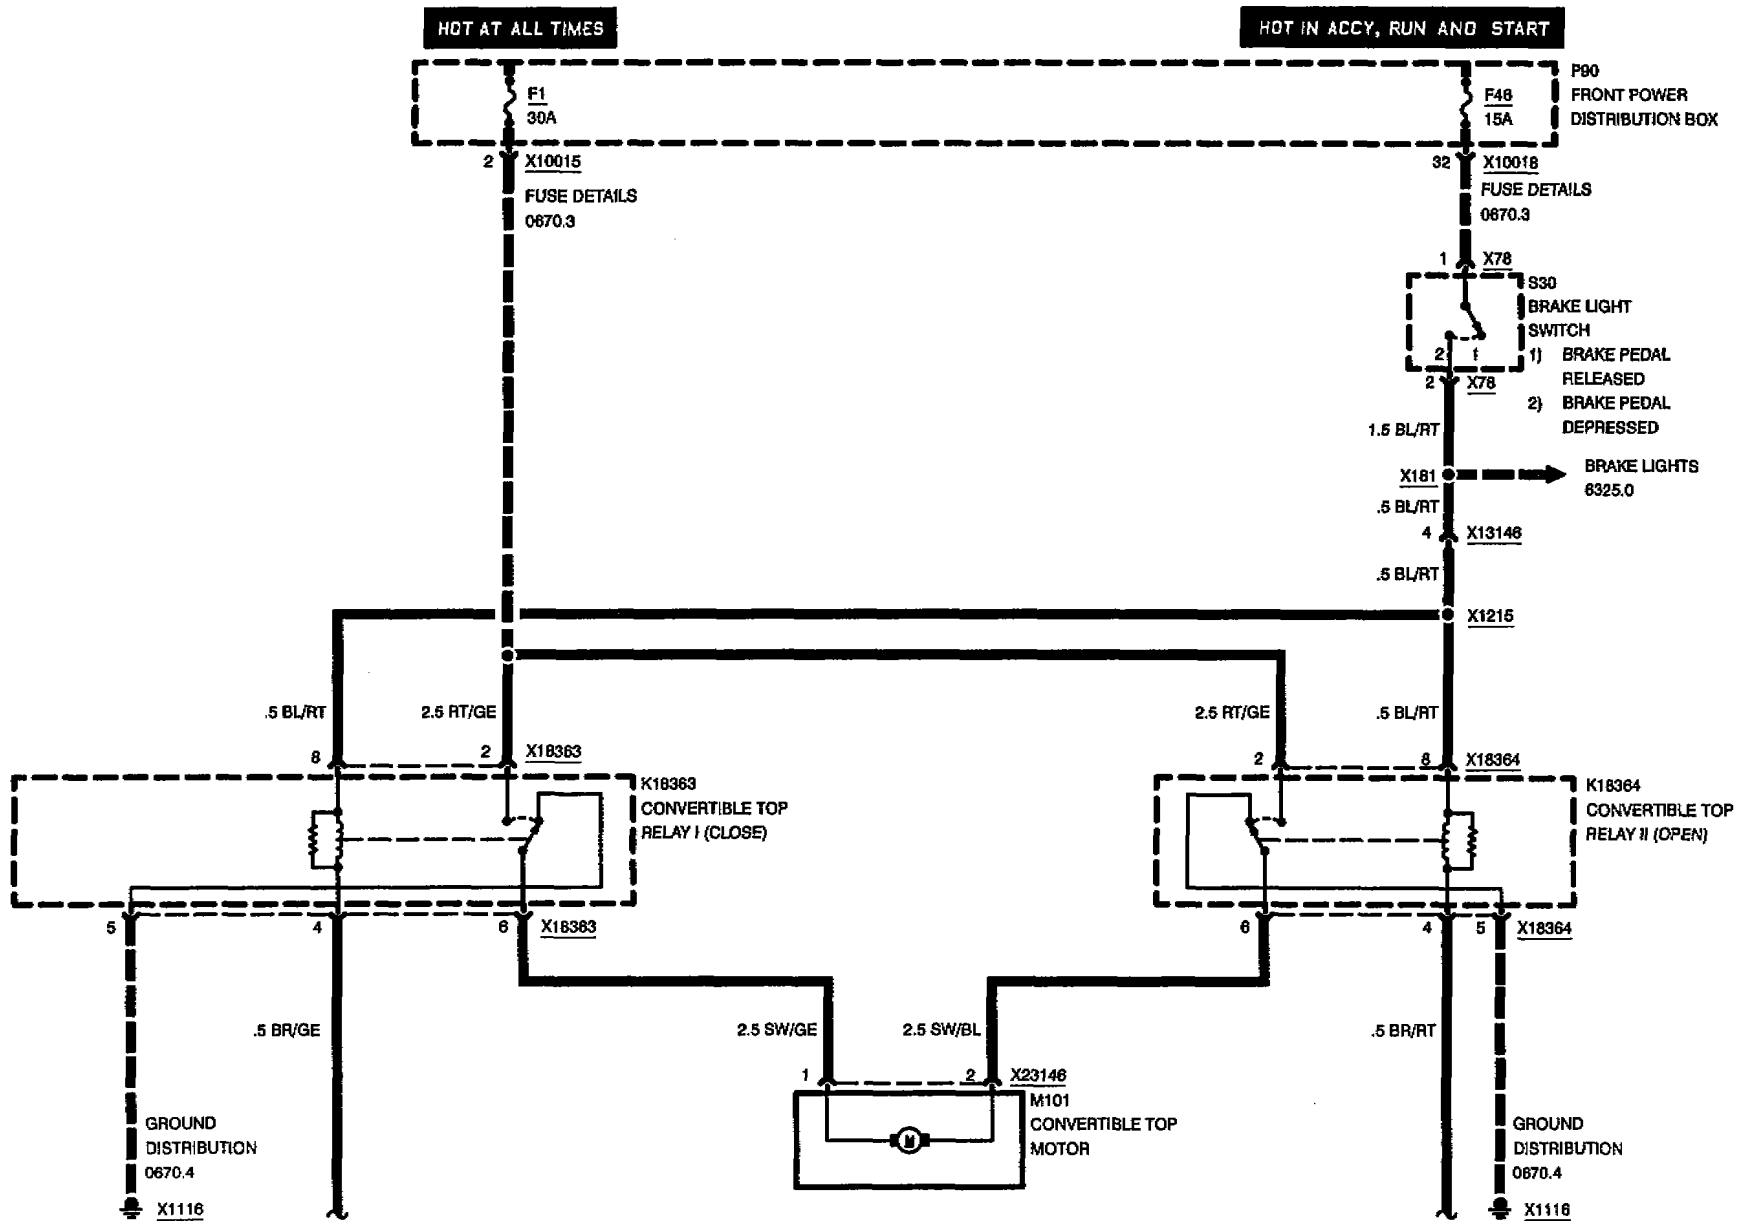 HOT AT ALL TIMES
HOT IN ACCY, RUN AND START
F1
30A
F46
15A
P90
FRONT POWER
DISTRIBUTION BOX
2 X10015
FUSE DETAILS
0670.3
32 X10018
FUSE DETAILS
0670.3
1 X78
S30
BRAKE LIGHT
SWITCH
1) BRAKE PEDAL
RELEASED
2) BRAKE PEDAL
DEPRESSED
2 1
2 X78
1.5 BL/RT
X181
BRAKE LIGHTS
6325.0
.5 BL/RT
4 X13146
.5 BL/RT
X1215
.5 BL/RT
2.5 RT/GE
2.5 RT/GE
.5 BL/RT
8 2 X18363
2 8 X18364
K18363
CONVERTIBLE TOP
RELAY I (CLOSE)
K18364
CONVERTIBLE TOP
RELAY II (OPEN)
5 4 6 X18363
6 4 5 X18364
.5 BR/GE
2.5 SW/GE
2.5 SW/BL
.5 BR/RT
1 2 X23146
M101
CONVERTIBLE TOP
MOTOR
M
GROUND
DISTRIBUTION
0670.4
X1116
GROUND
DISTRIBUTION
0670.4
X1116